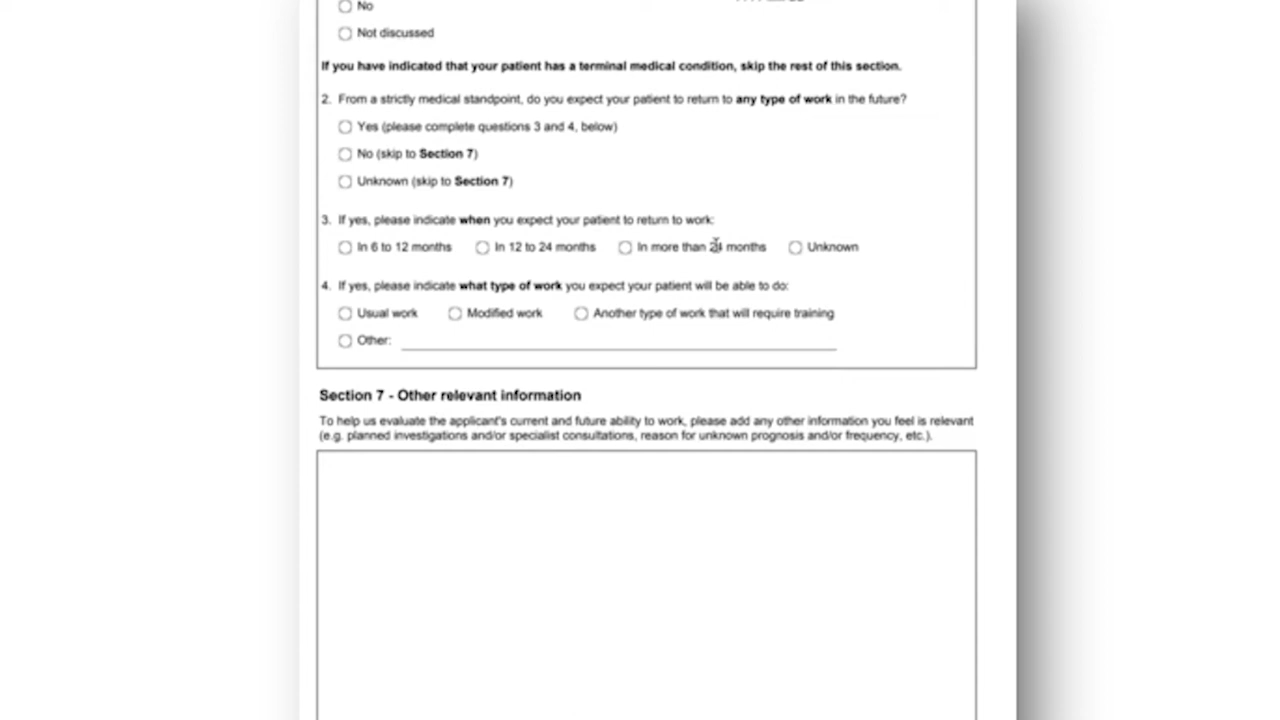 No
Not discussed
If you have indicated that your patient has a terminal medical condition, skip the rest of this section.
2. From a strictly medical standpoint, do you expect your patient to return to any type of work in the future?
Yes (please complete questions 3 and 4, below)
No (skip to Section 7)
Unknown (skip to Section 7)
3. If yes, please indicate when you expect your patient to return to work:
In 6 to 12 months In 12 to 24 months In more than 24 months Unknown
4. If yes, please indicate what type of work you expect your patient will be able to do:
Usual work Modified work Another type of work that will require training
Other:
Section 7 - Other relevant information
To help us evaluate the applicant's current and future ability to work, please add any other information you feel is relevant
(e.g. planned investigations and/or specialist consultations, reason for unknown prognosis and/or frequency, etc.).